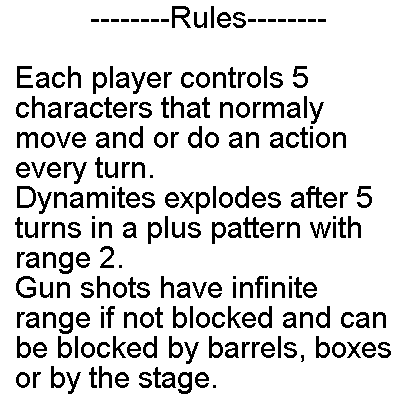 --------Rules--------
Each player controls 5
characters that normaly
move and or do an action
every turn.
Dynamites explodes after 5
turns in a plus pattern with
range 2.
Gun shots have infinite
range if not blocked and can
be blocked by barrels, boxes
or by the stage.